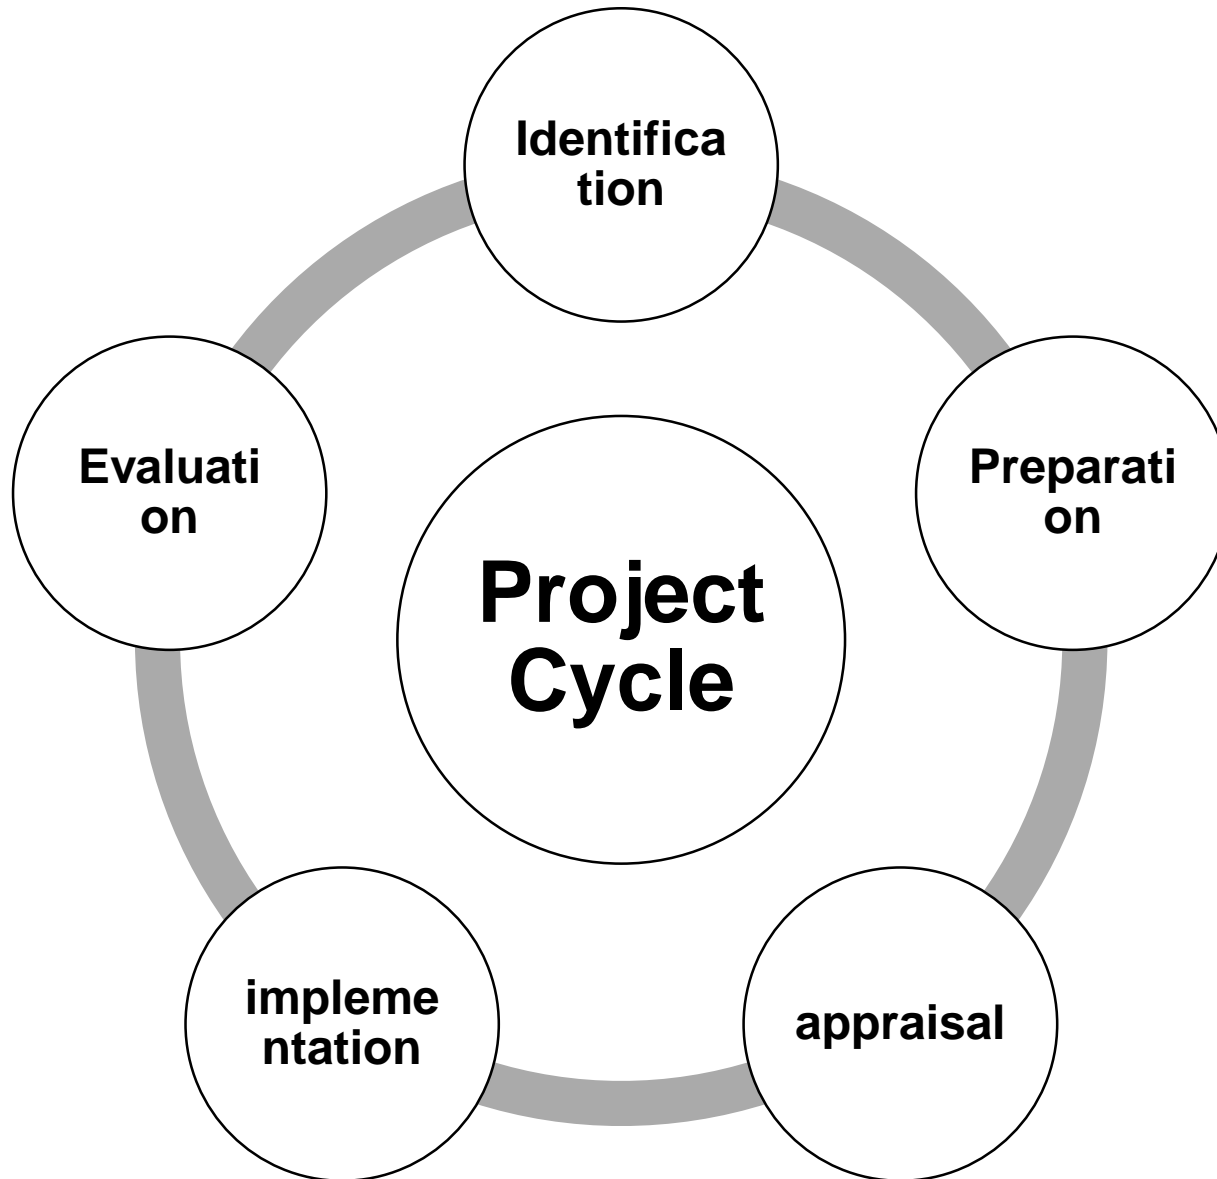 Identifica
tion
Preparati
on
appraisal
impleme
ntation
Evaluati
on
Project
Cycle